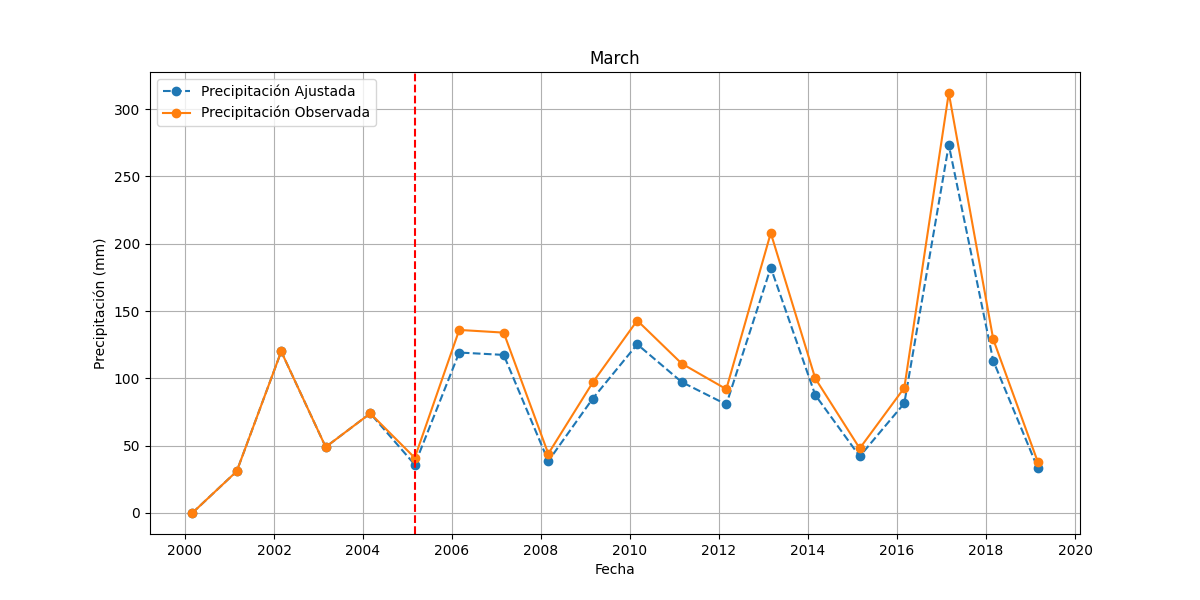 March
Precipitación Ajustada
Precipitación Observada
Precipitación (mm)
300
250
200
150
100
50
0
2000 2002 2004 2006 2008 2010 2012 2014 2016 2018 2020
Fecha